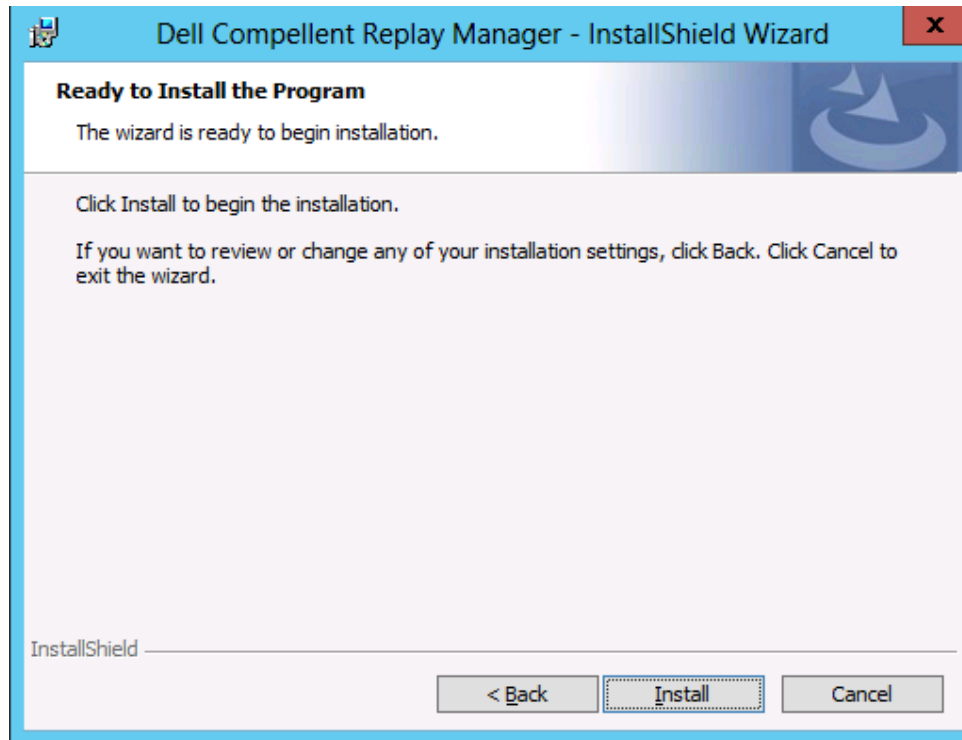 Dell Compellent Replay Manager - InstallShield Wizard
x
Ready to Install the Program
The wizard is ready to begin installation.
Click Install to begin the installation.
If you want to review or change any of your installation settings, click Back. Click Cancel to
exit the wizard.
InstallShield
< Back Install Cancel